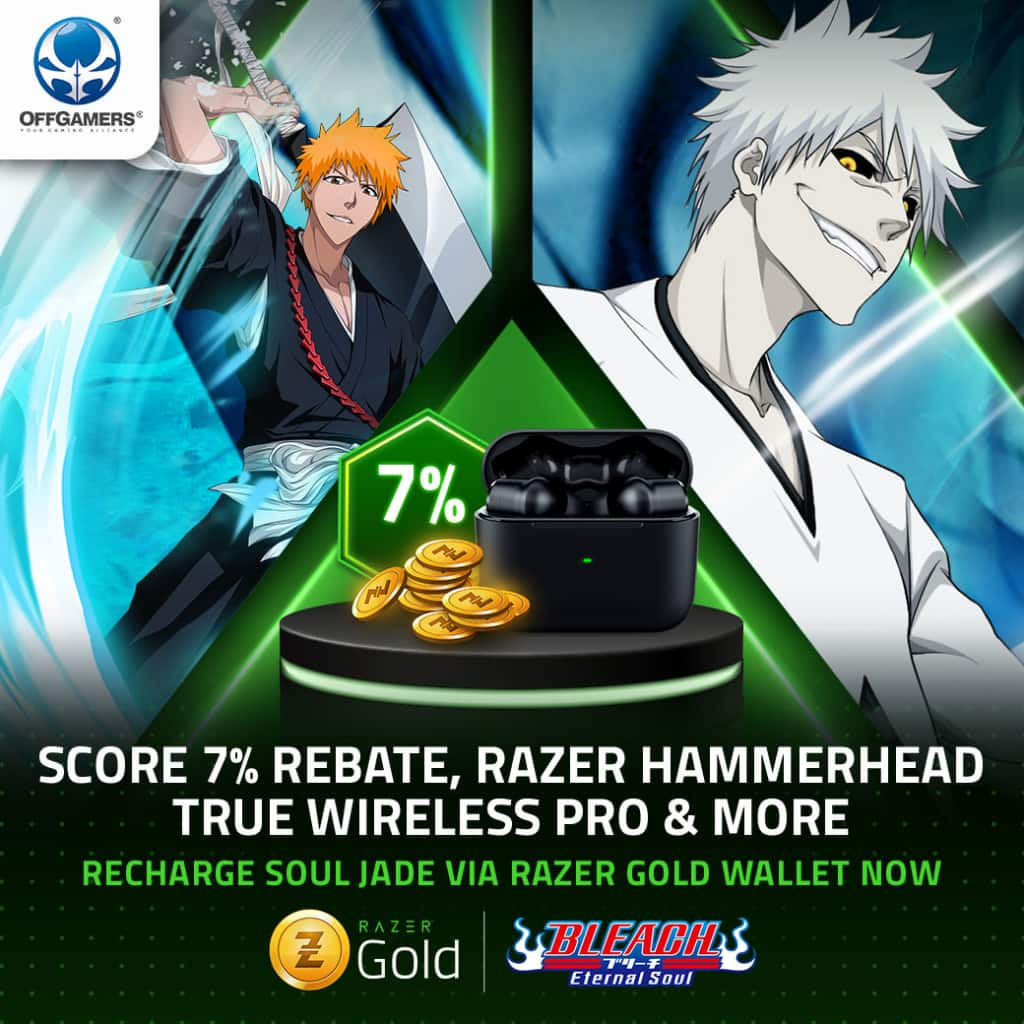 OFFGAMERS®
YOUR GAMING ALLIANCE
7%
SCORE 7% REBATE, RAZER HAMMERHEAD
TRUE WIRELESS PRO & MORE
RECHARGE SOUL JADE VIA RAZER GOLD WALLET NOW
RAZER
Gold
BLEACH
ブリーチ
Eternal Soul